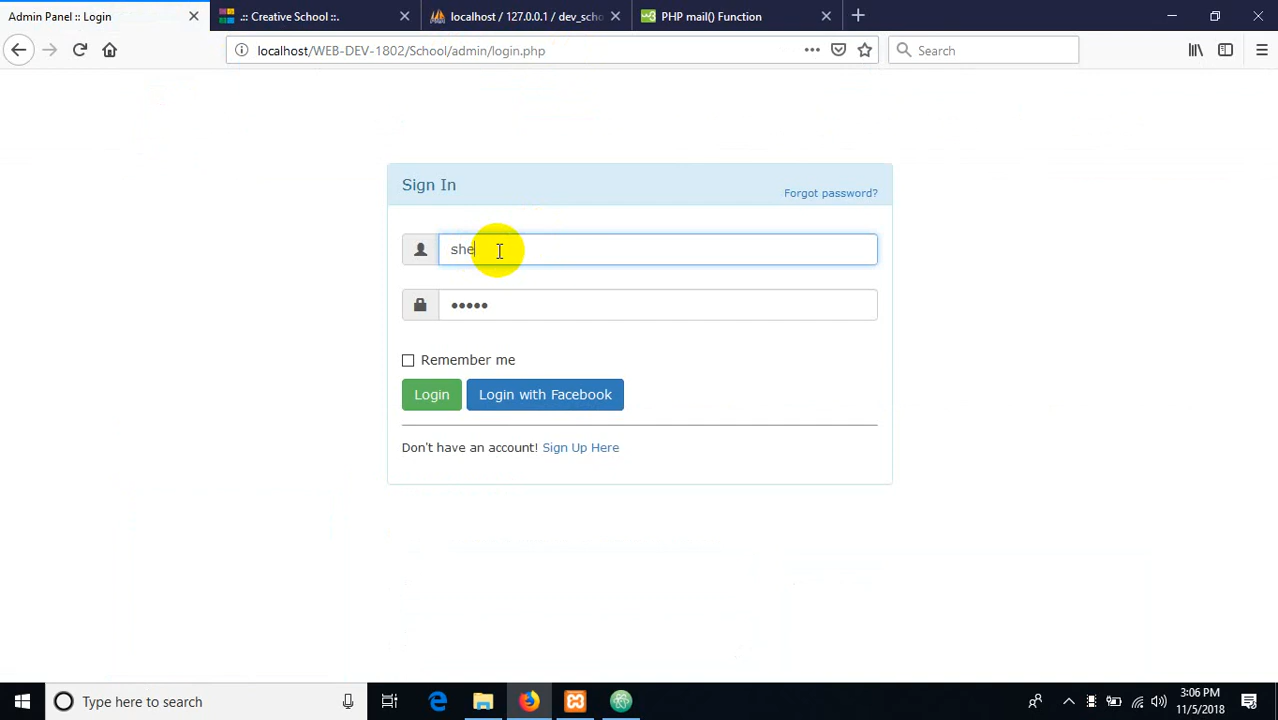 Admin Panel :: Login
.:: Creative School ::.
localhost / 127.0.0.1 / dev_scho
PHP mail() Function
localhost/WEB-DEV-1802/School/admin/login.php
Search
Sign In
Forgot password?
she
•••••
Remember me
Login
Login with Facebook
Don't have an account! Sign Up Here
Type here to search
3:06 PM
11/5/2018